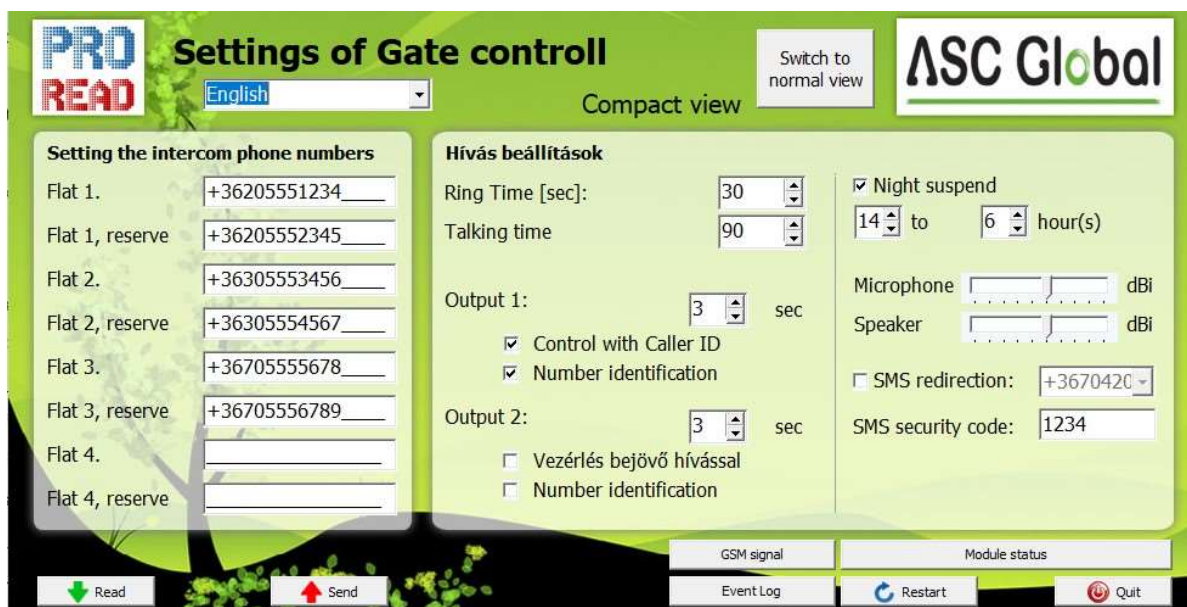 PRO
READ
Settings of Gate controll
English
Compact view
Switch to
normal view
ASC Global
Setting the intercom phone numbers
Flat 1.
+36205551234____
Flat 1, reserve
+36205552345____
Flat 2.
+36305553456____
Flat 2, reserve
+36305554567____
Flat 3.
+36705555678____
Flat 3, reserve
+36705556789____
Flat 4.
Flat 4, reserve
Hívás beállítások
Ring Time [sec]:
30
Talking time
90
Output 1:
3
sec
Control with Caller ID
Number identification
Output 2:
3
sec
Vezérlés bejövő hívással
Number identification
Night suspend
14 to 6 hour(s)
Microphone dBi
Speaker dBi
SMS redirection: +3670420
SMS security code: 1234
GSM signal
Module status
Read
Send
Event Log
Restart
Quit